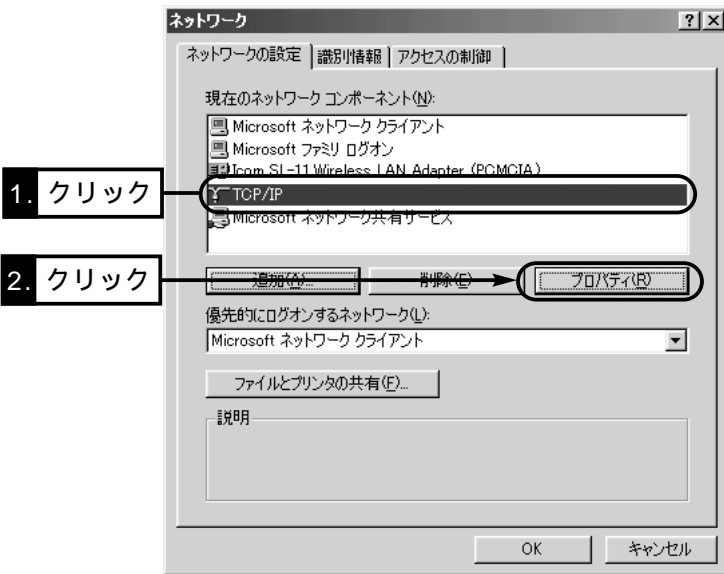 ネットワーク
ネットワークの設定 識別情報 アクセスの制御
現在のネットワーク コンポーネント(N):
Microsoft ネットワーク クライアント
Microsoft ファミリ ログオン
Icom SL-11 Wireless LAN Adapter (PCMCIA)
1. クリック
TCP/IP
Microsoft ネットワーク共有サービス
2. クリック
追加(A)... 削除(E) プロパティ(R)
優先的にログオンするネットワーク(L):
Microsoft ネットワーク クライアント
ファイルとプリンタの共有(F)...
説明
OK キャンセル